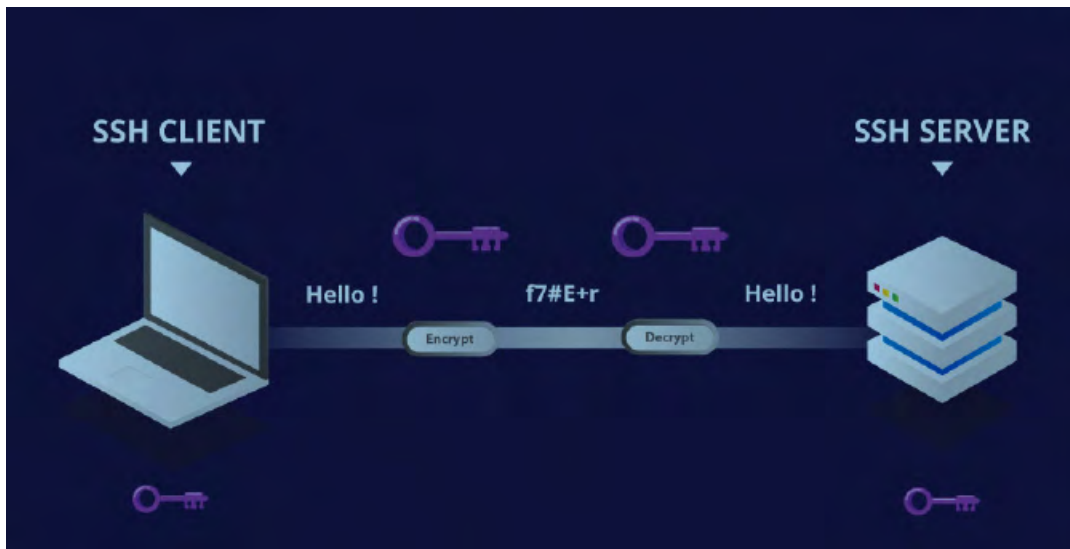 SSH CLIENT
SSH SERVER
Hello !
f7#E+r
Hello !
Encrypt
Decrypt